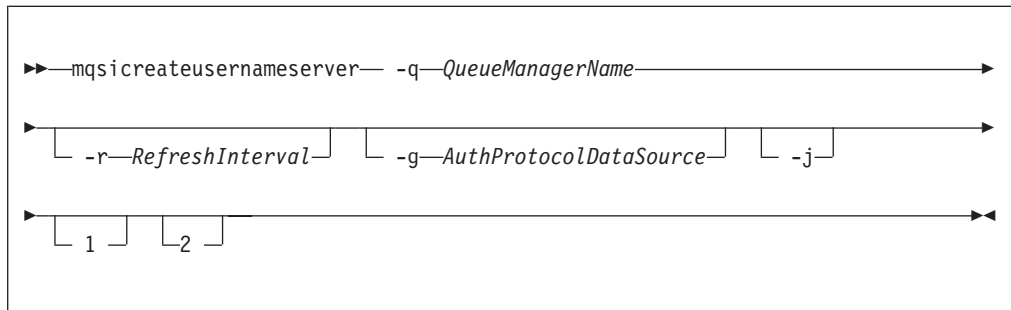 mqsicreateusernameserver -q QueueManagerName
-r RefreshInterval -g AuthProtocolDataSource -j
1 2